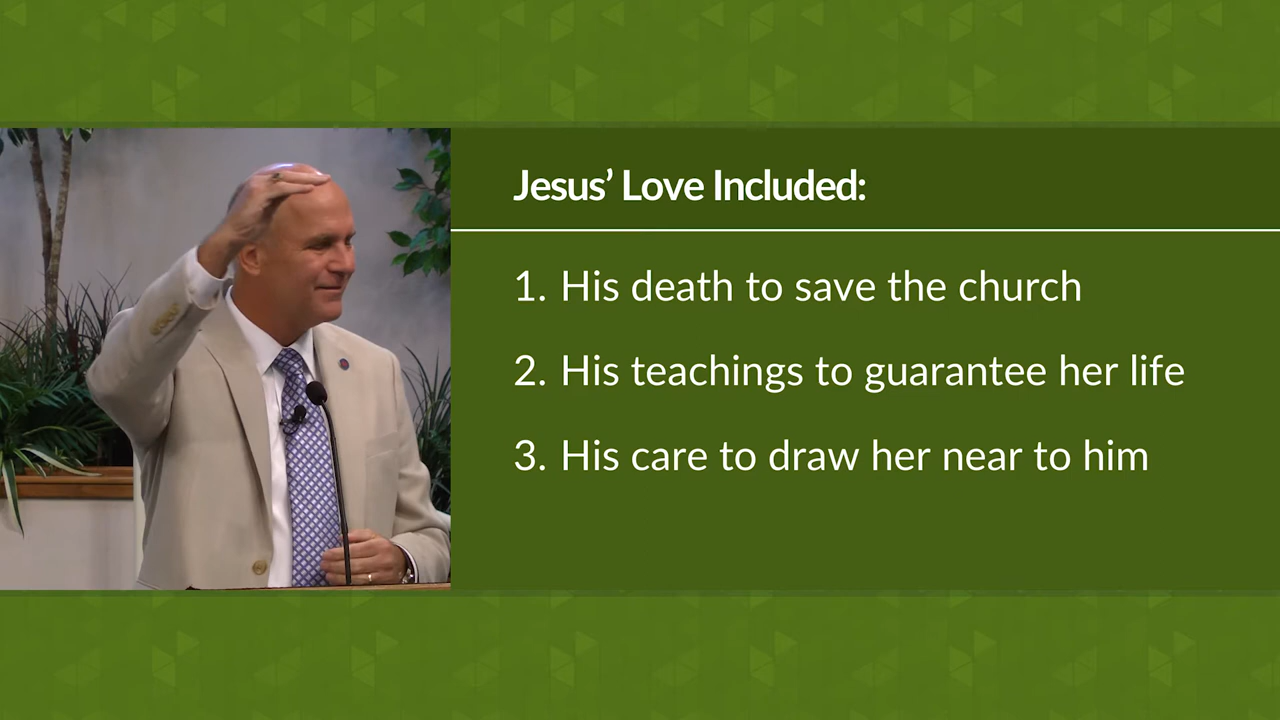 Jesus’ Love Included:
1. His death to save the church
2. His teachings to guarantee her life
3. His care to draw her near to him